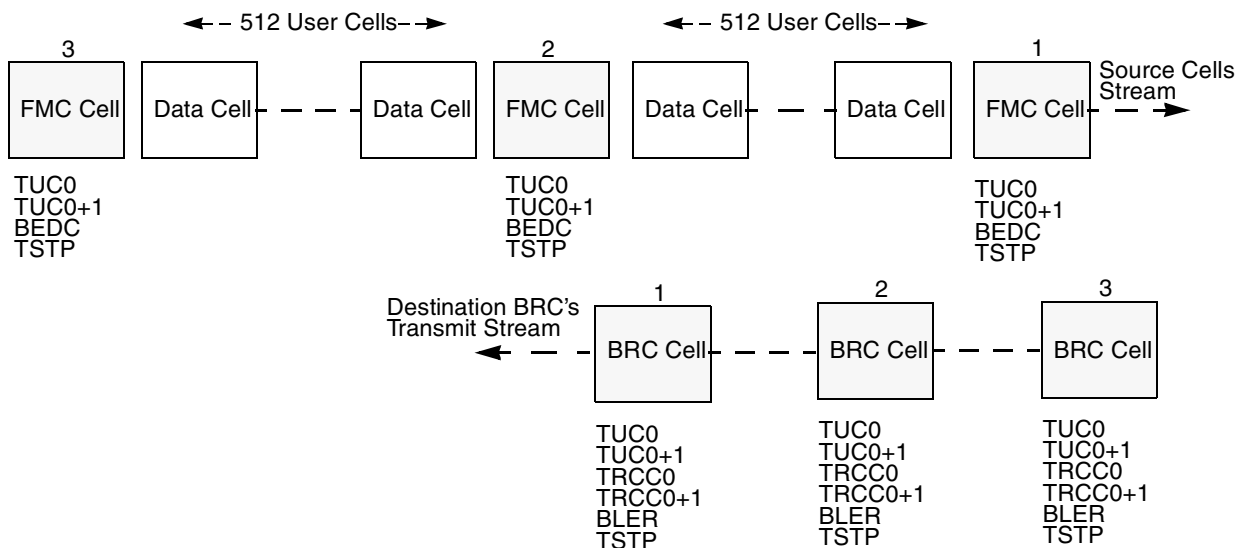 512 User Cells
512 User Cells
3
2
1
FMC Cell
Data Cell
Data Cell
FMC Cell
Data Cell
Data Cell
FMC Cell
Source Cells
Stream
TUC0
TUC0+1
BEDC
TSTP
TUC0
TUC0+1
BEDC
TSTP
TUC0
TUC0+1
BEDC
TSTP
Destination BRC's
Transmit Stream
1
2
3
BRC Cell
BRC Cell
BRC Cell
TUC0
TUC0+1
TRCC0
TRCC0+1
BLER
TSTP
TUC0
TUC0+1
TRCC0
TRCC0+1
BLER
TSTP
TUC0
TUC0+1
TRCC0
TRCC0+1
BLER
TSTP